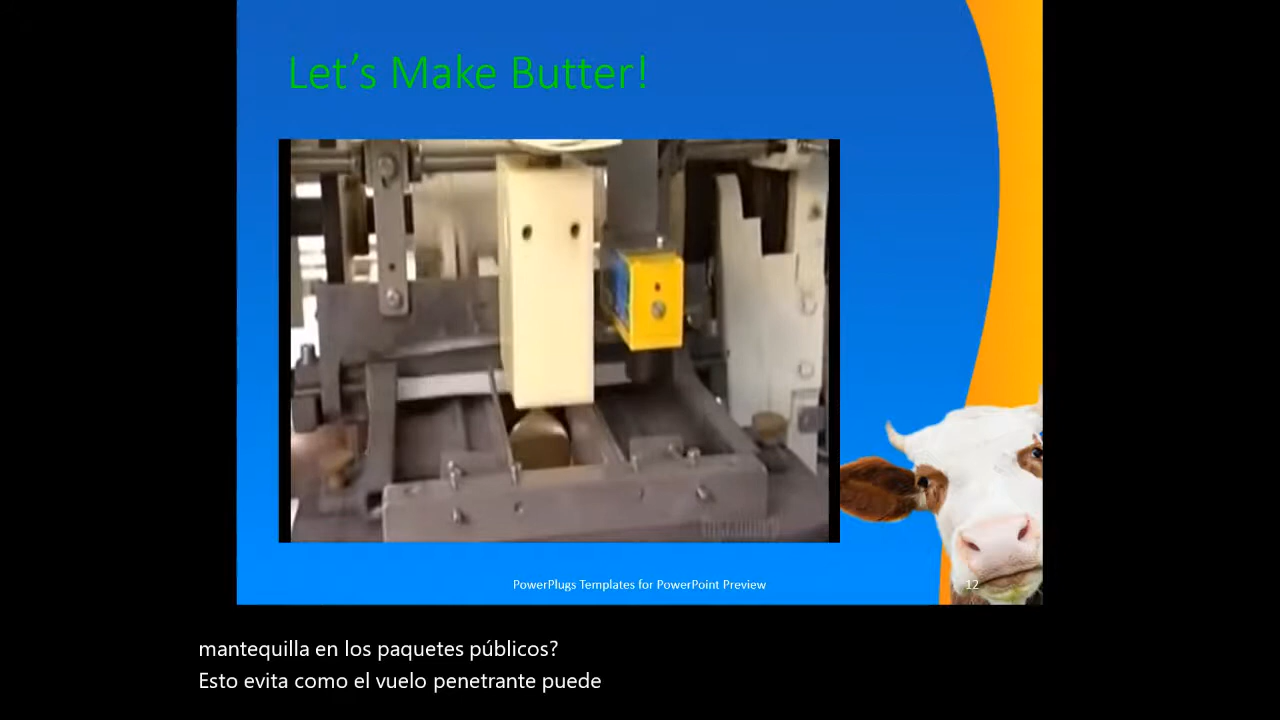 Let's Make Butter!
PowerPlugs Templates for PowerPoint Preview
12
mantequilla en los paquetes públicos?
Esto evita como el vuelo penetrante puede